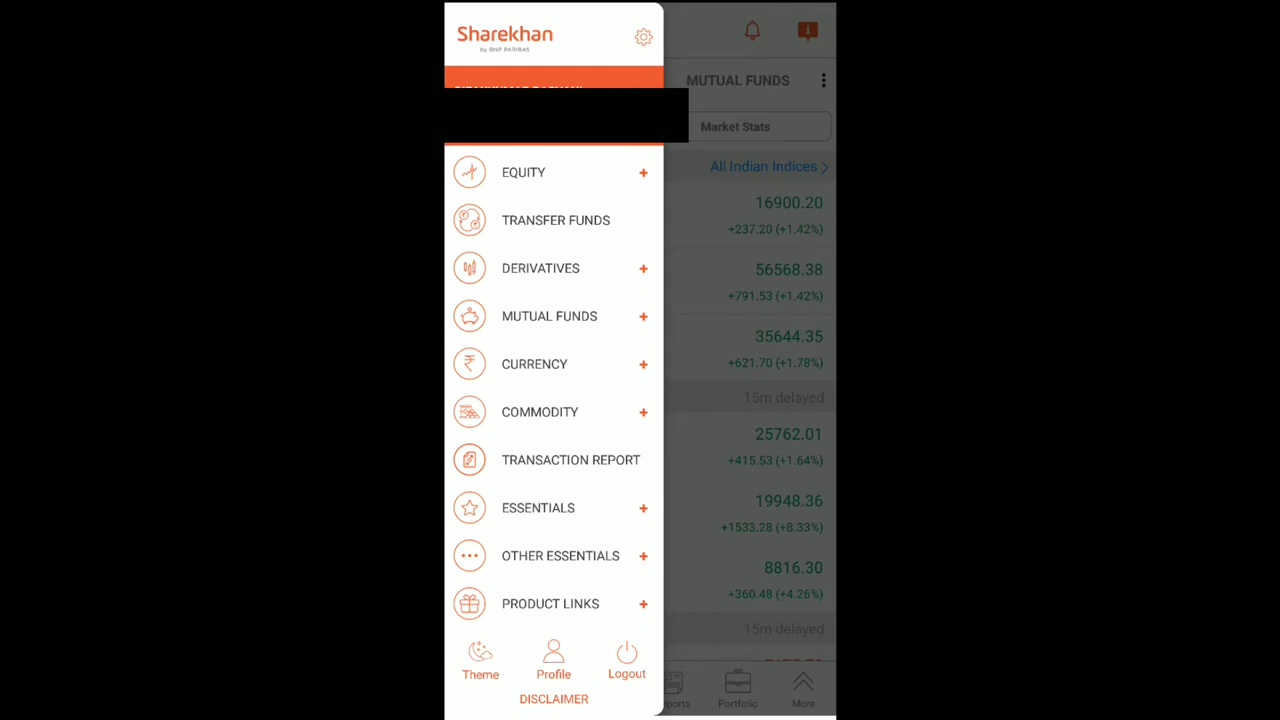 Sharekhan
by BNP PARIBAS
MUTUAL FUNDS
Market Stats
EQUITY
All Indian Indices
16900.20
+237.20 (+1.42%)
TRANSFER FUNDS
DERIVATIVES
56568.38
+791.53 (+1.42%)
MUTUAL FUNDS
35644.35
+621.70 (+1.78%)
CURRENCY
15m delayed
COMMODITY
25762.01
+415.53 (+1.64%)
TRANSACTION REPORT
19948.36
+1533.28 (+8.33%)
ESSENTIALS
OTHER ESSENTIALS
8816.30
+360.48 (+4.26%)
PRODUCT LINKS
15m delayed
Theme
Profile
Logout
Portfolio
More
DISCLAIMER